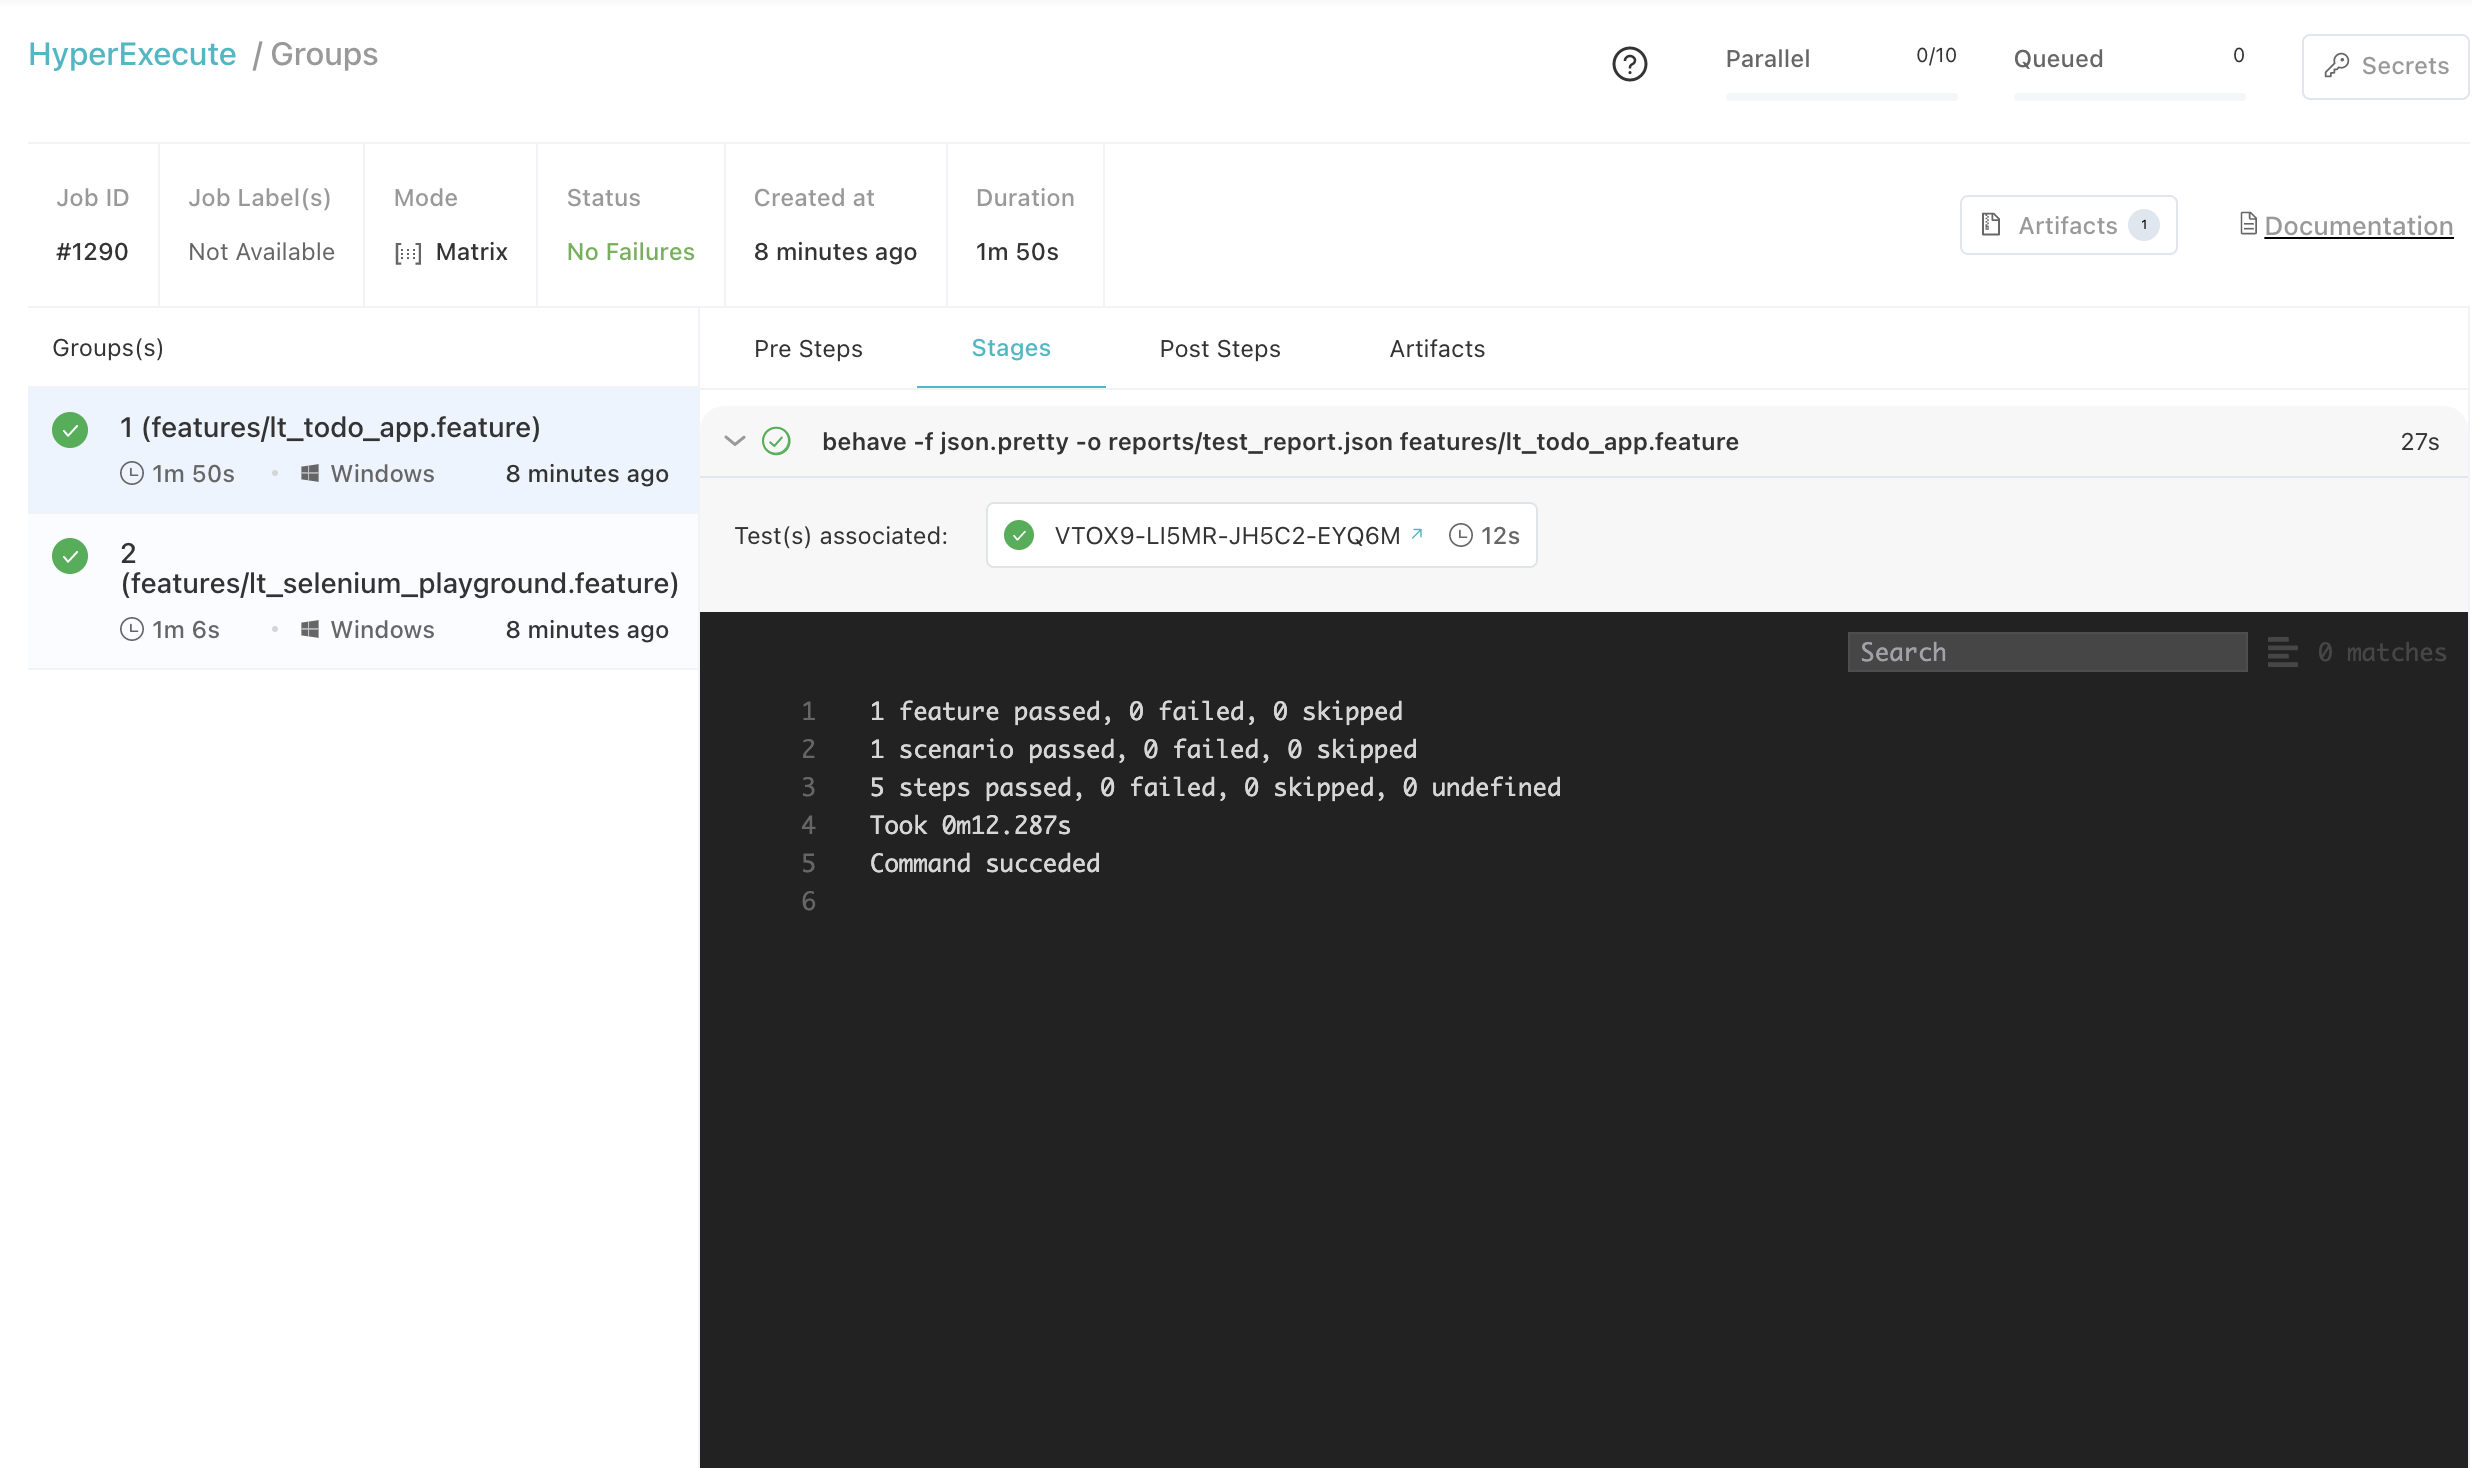 HyperExecute / Groups
Parallel 0/10
Queued 0
Secrets
Job ID
#1290
Job Label(s)
Not Available
Mode
Matrix
Status
No Failures
Created at
8 minutes ago
Duration
1m 50s
Artifacts 1
Documentation
Groups(s)
1 (features/lt_todo_app.feature)
1m 50s • Windows 8 minutes ago
2
(features/lt_selenium_playground.feature)
1m 6s • Windows 8 minutes ago
Pre Steps Stages Post Steps Artifacts
behave -f json.pretty -o reports/test_report.json features/lt_todo_app.feature 27s
Test(s) associated: VTOX9-LI5MR-JH5C2-EYQ6M 12s
Search 0 matches
1 1 feature passed, 0 failed, 0 skipped
2 1 scenario passed, 0 failed, 0 skipped
3 5 steps passed, 0 failed, 0 skipped, 0 undefined
4 Took 0m12.287s
5 Command succeded
6